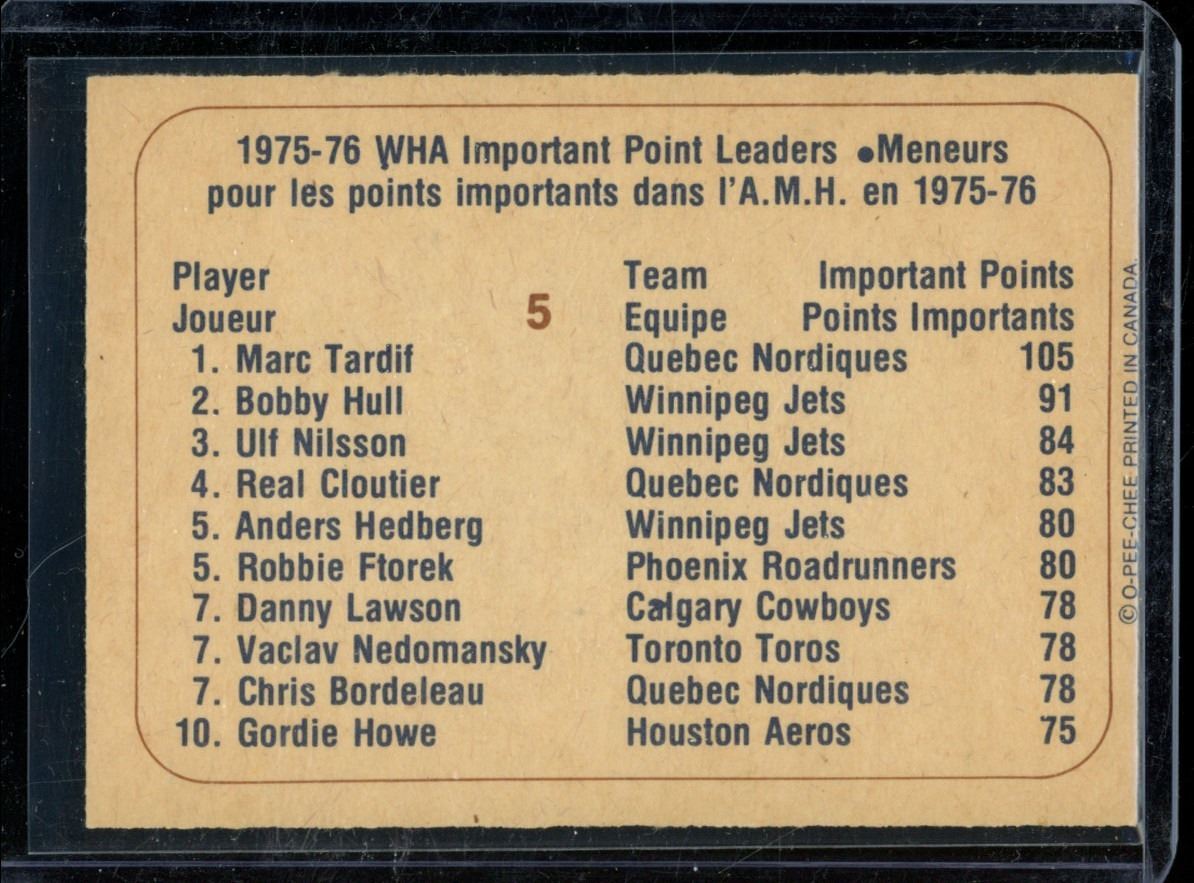 1975-76 WHA Important Point Leaders •Meneurs
pour les points importants dans l'A.M.H. en 1975-76
Player Team Important Points
5
Joueur Equipe Points Importants
1. Marc Tardif Quebec Nordiques 105
2. Bobby Hull Winnipeg Jets 91
3. Ulf Nilsson Winnipeg Jets 84
4. Real Cloutier Quebec Nordiques 83
5. Anders Hedberg Winnipeg Jets 80
5. Robbie Ftorek Phoenix Roadrunners 80
7. Danny Lawson Calgary Cowboys 78
7. Vaclav Nedomansky Toronto Toros 78
7. Chris Bordeleau Quebec Nordiques 78
10. Gordie Howe Houston Aeros 75
© O-PEE-CHEE PRINTED IN CANADA.